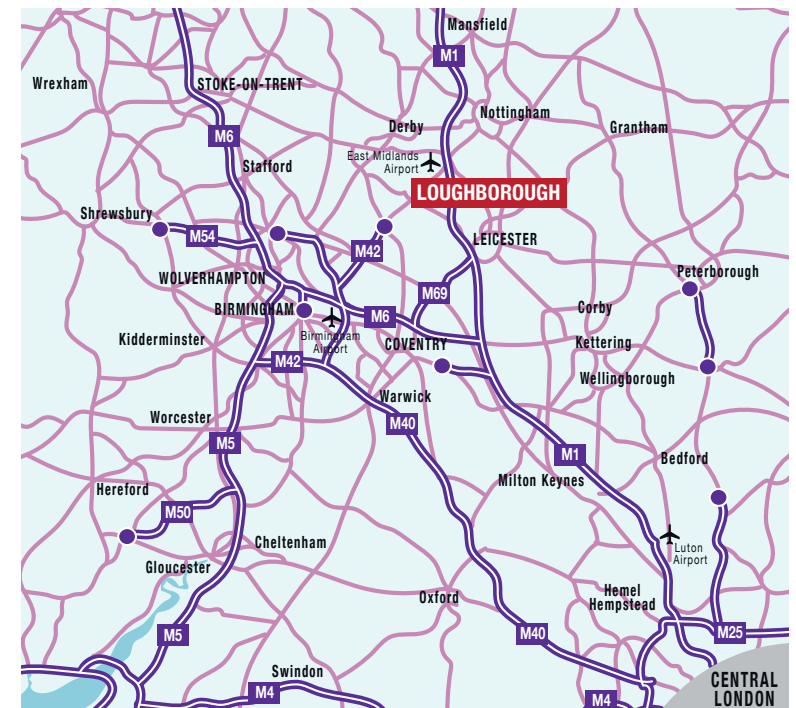 Mansfield
M1
Wrexham
STOKE-ON-TRENT
Nottingham
Derby
Grantham
M6
East Midlands
Airport
Stafford
LOUGHBOROUGH
Shrewsbury
M54
M42
LEICESTER
WOLVERHAMPTON
Peterborough
M69
BIRMINGHAM
M6
Corby
Birmingham
Airport
Kidderminster
COVENTRY
Kettering
M42
Wellingborough
Warwick
Worcester
M40
M5
M1
Bedford
Milton Keynes
Hereford
M50
Cheltenham
Luton
Airport
Gloucester
Oxford
Hemel
Hempstead
M5
M40
M25
Swindon
M4
M4
CENTRAL
LONDON